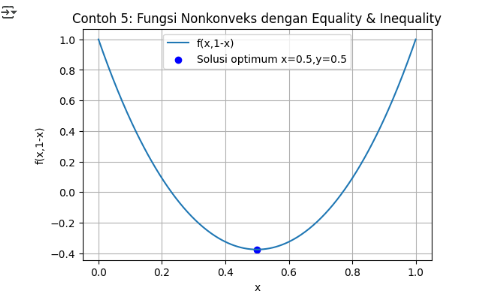 Contoh 5: Fungsi Nonkonveks dengan Equality & Inequality
f(x,1-x)
Solusi optimum x=0.5,y=0.5
1.0
0.8
0.6
0.4
0.2
0.0
−0.2
−0.4
f(x,1-x)
0.0 0.2 0.4 0.6 0.8 1.0
x